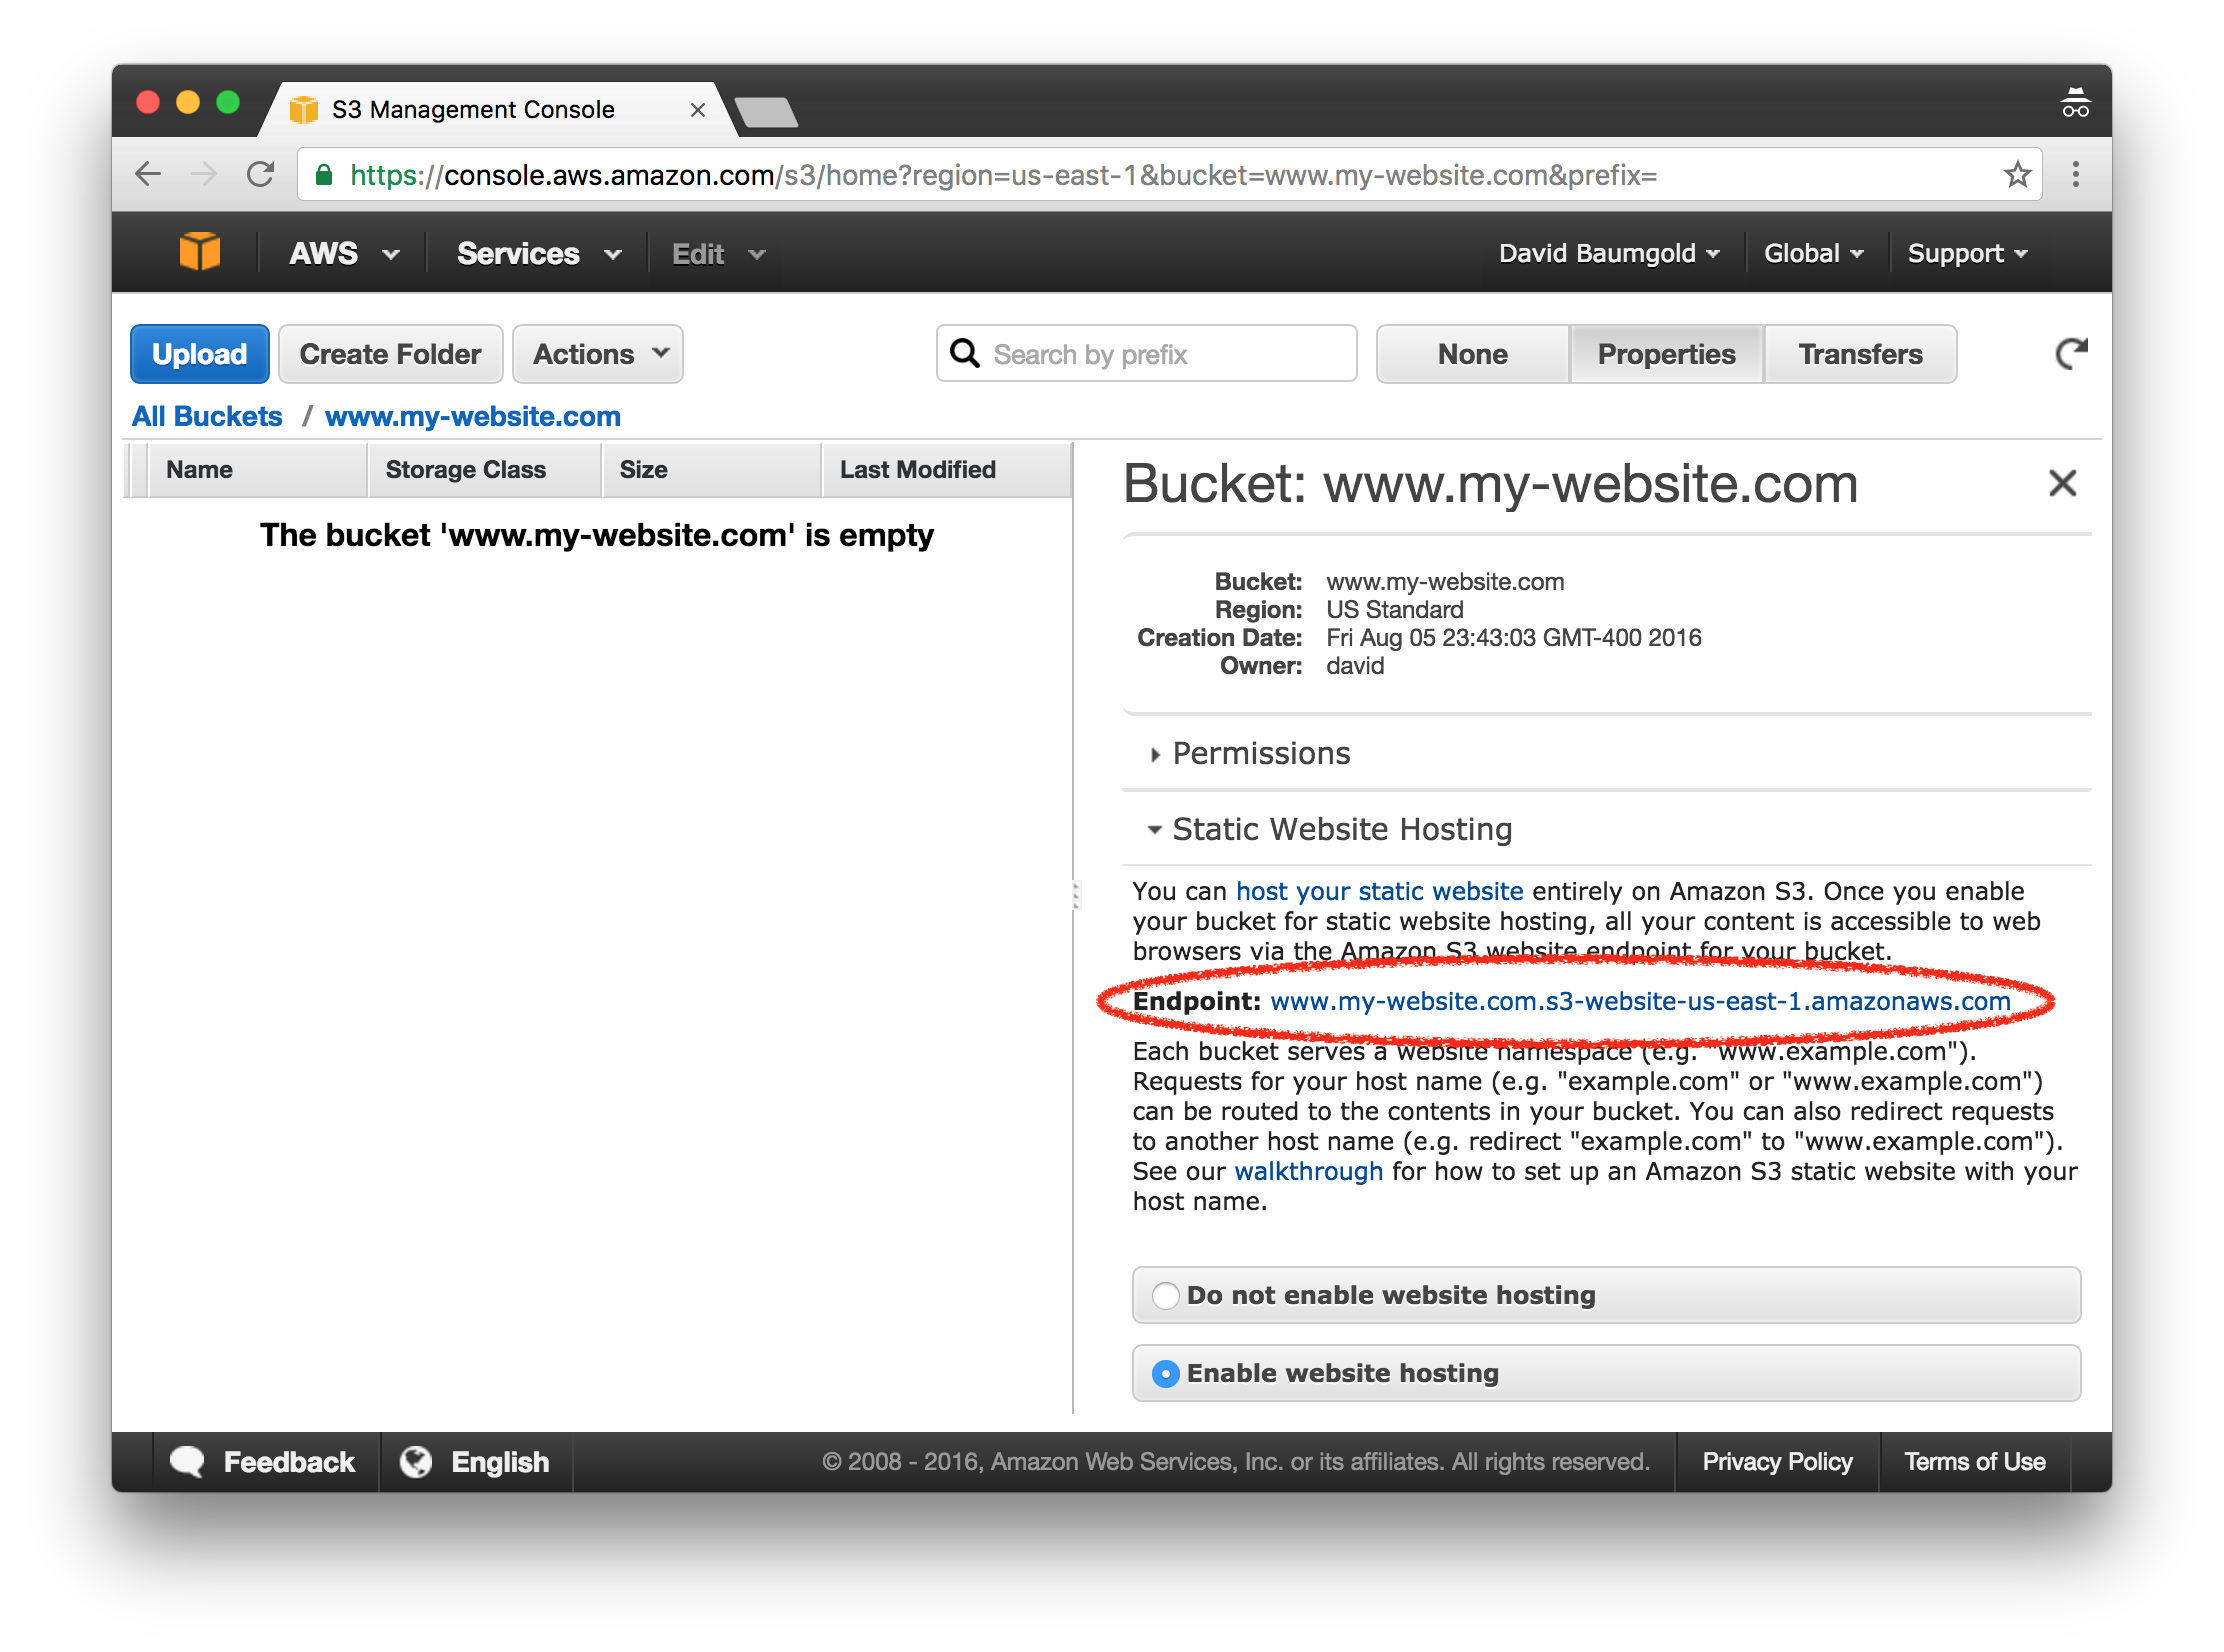 S3 Management Console
https://console.aws.amazon.com/s3/home?region=us-east-1&bucket=www.my-website.com&prefix=
AWS Services Edit David Baumgold Global Support
Upload Create Folder Actions Search by prefix None Properties Transfers
All Buckets / www.my-website.com
Name Storage Class Size Last Modified
The bucket 'www.my-website.com' is empty
Bucket: www.my-website.com
Bucket: www.my-website.com
Region: US Standard
Creation Date: Fri Aug 05 23:43:03 GMT-400 2016
Owner: david
Permissions
Static Website Hosting
You can host your static website entirely on Amazon S3. Once you enable
your bucket for static website hosting, all your content is accessible to web
browsers via the Amazon S3 website endpoint for your bucket.
Endpoint: www.my-website.com.s3-website-us-east-1.amazonaws.com
Each bucket serves a website namespace (e.g. "www.example.com").
Requests for your host name (e.g. "example.com" or "www.example.com")
can be routed to the contents in your bucket. You can also redirect requests
to another host name (e.g. redirect "example.com" to "www.example.com").
See our walkthrough for how to set up an Amazon S3 static website with your
host name.
Do not enable website hosting
Enable website hosting
Feedback English © 2008 - 2016, Amazon Web Services, Inc. or its affiliates. All rights reserved. Privacy Policy Terms of Use